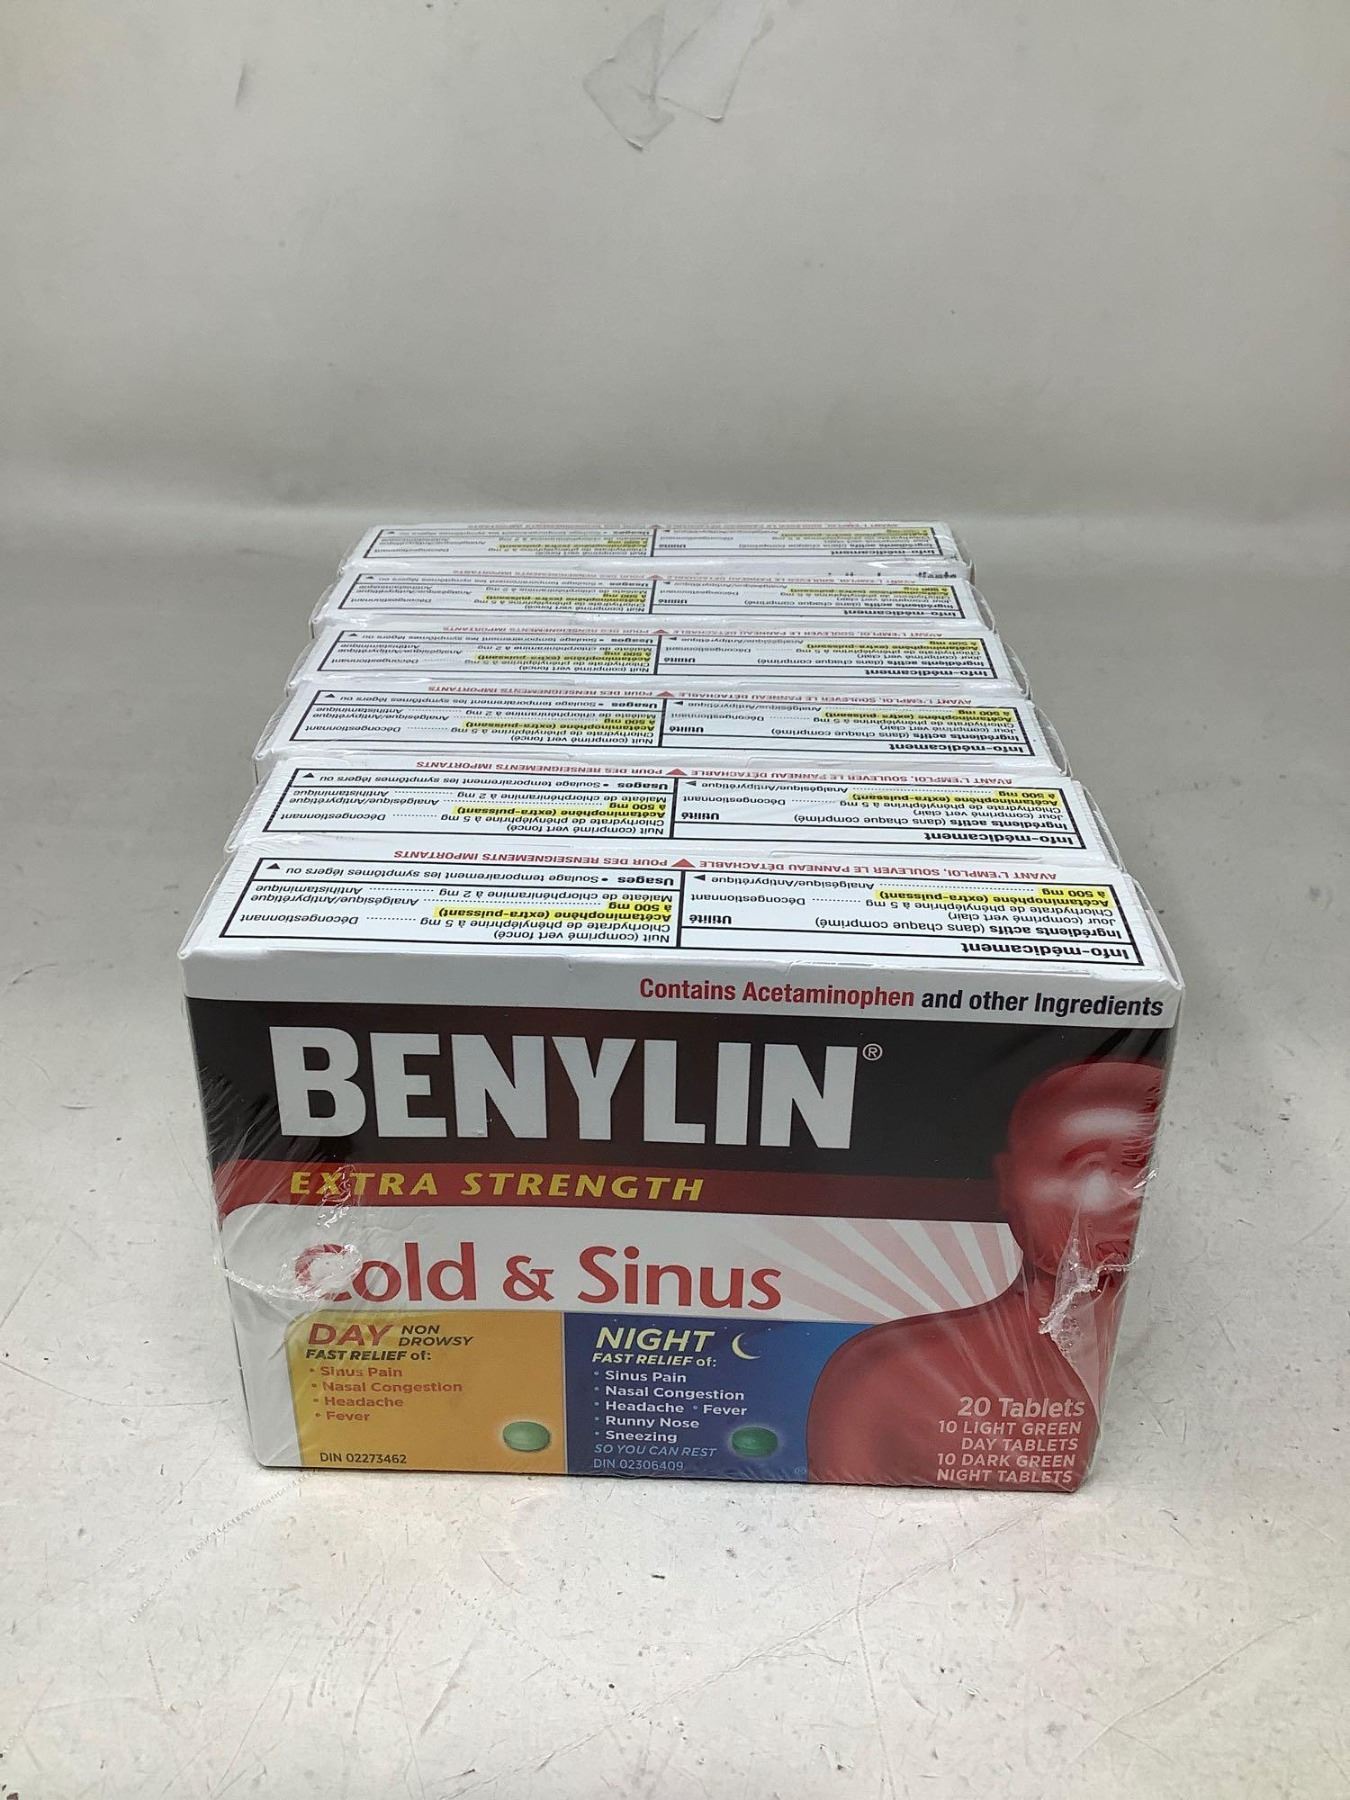 Info-médicament
Ingrédients actifs (dans chaque comprimé)
Utilité
Jour (comprimé vert clair)
Chlorhydrate de phényléphrine à 5 mg ........ Décongestionnant
Acétaminophène (extra-puissant)
à 500 mg ........ Analgésique/Antipyrétique
Nuit (comprimé vert foncé)
Chlorhydrate de phényléphrine à 5 mg ........ Décongestionnant
Acétaminophène (extra-puissant)
à 500 mg ........ Analgésique/Antipyrétique
Maléate de chlorphéniramine à 2 mg ........ Antihistaminique
Usages • Soulage temporairement les symptômes légers ou
AVANT L'EMPLOI, SOULEVER LE PANNEAU DÉTACHABLE POUR DES RENSEIGNEMENTS IMPORTANTS
Contains Acetaminophen and other Ingredients
BENYLIN®
EXTRA STRENGTH
Cold & Sinus
DAY NON DROWSY
FAST RELIEF of:
• Sinus Pain
• Nasal Congestion
• Headache
• Fever
DIN 02273462
NIGHT
FAST RELIEF of:
• Sinus Pain
• Nasal Congestion
• Headache • Fever
• Runny Nose
• Sneezing
SO YOU CAN REST
DIN 02306409
20 Tablets
10 LIGHT GREEN
DAY TABLETS
10 DARK GREEN
NIGHT TABLETS